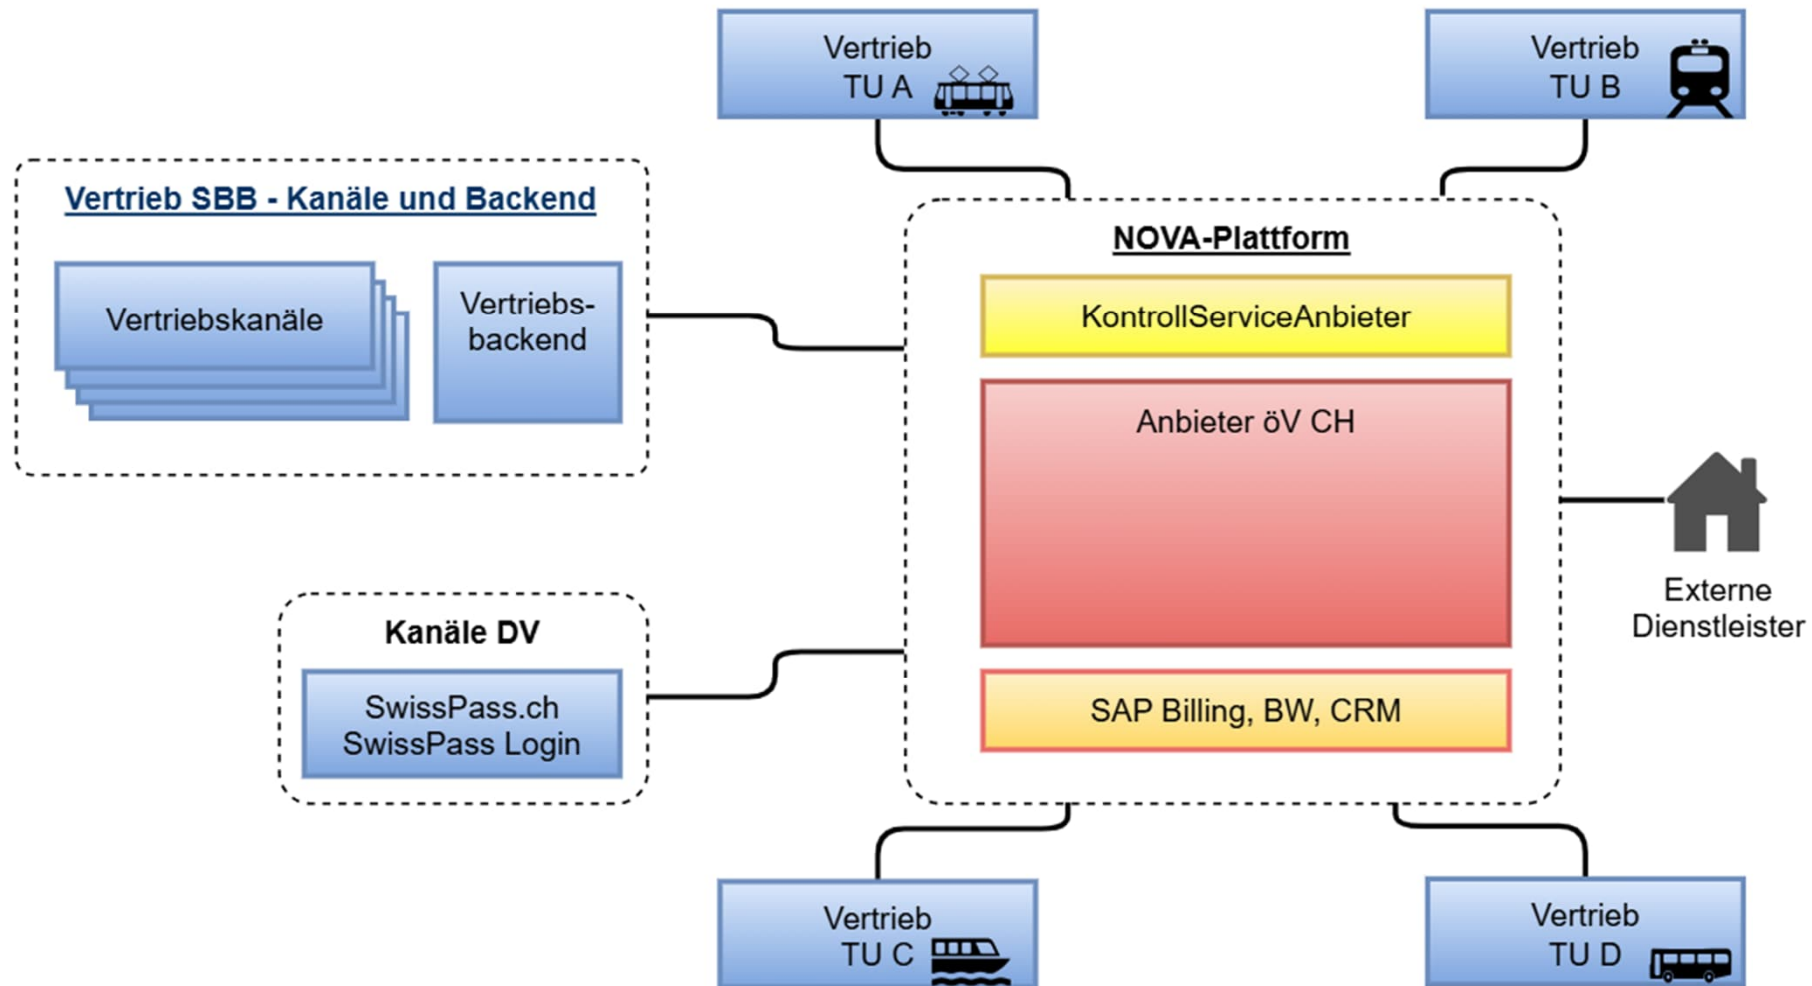 Vertrieb
TU A
Vertrieb
TU B
Vertrieb SBB - Kanäle und Backend
Vertriebskanäle
Vertriebs-
backend
NOVA-Plattform
KontrollServiceAnbieter
Anbieter öV CH
SAP Billing, BW, CRM
Externe
Dienstleister
Kanäle DV
SwissPass.ch
SwissPass Login
Vertrieb
TU C
Vertrieb
TU D